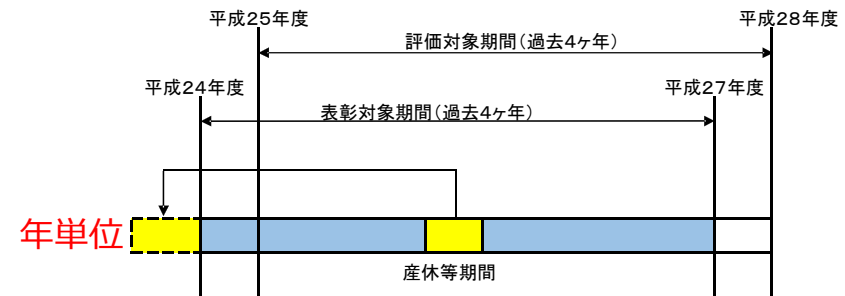 平成25年度
平成28年度
評価対象期間(過去4ヶ年)
平成24年度
平成27年度
表彰対象期間(過去4ヶ年)
年単位
産休等期間